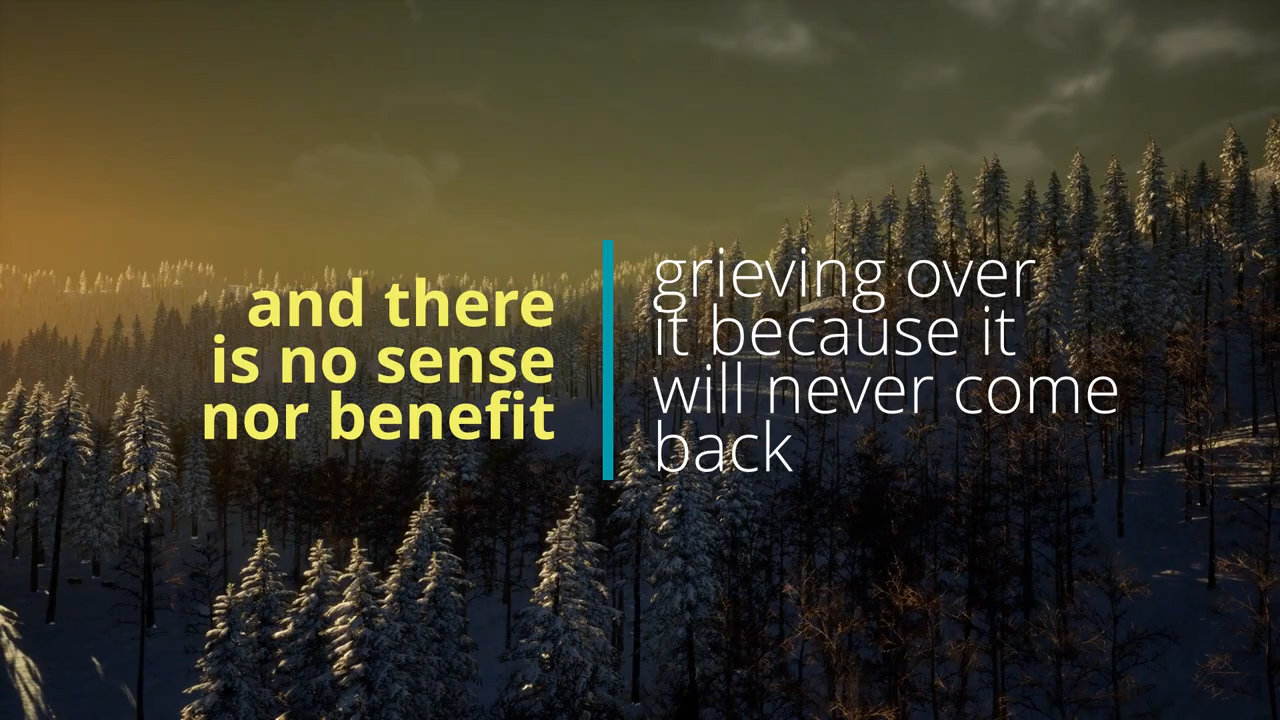 and there
is no sense
nor benefit
grieving over
it because it
will never come
back